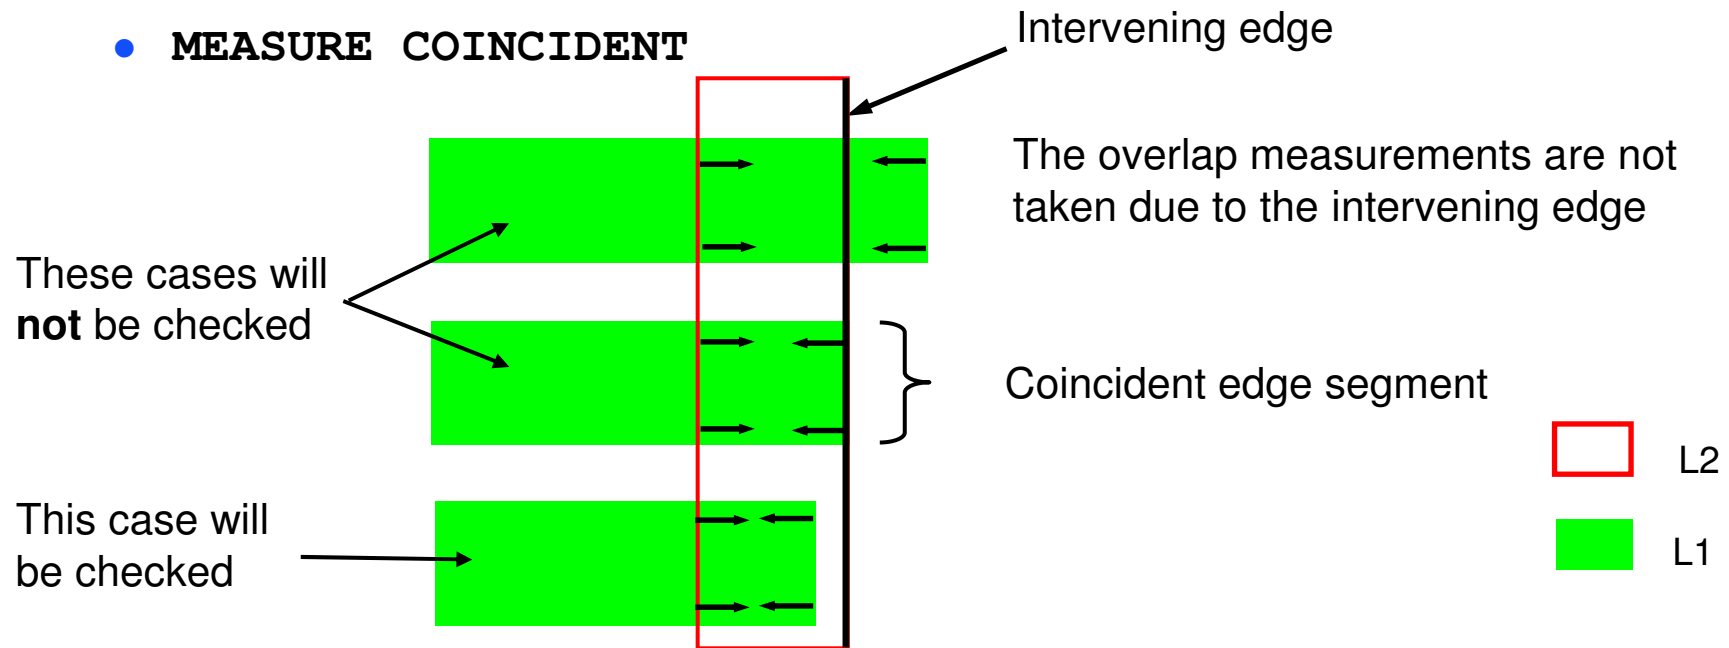 • MEASURE COINCIDENT
Intervening edge
The overlap measurements are not
taken due to the intervening edge
These cases will
not be checked
Coincident edge segment
L2
This case will
be checked
L1